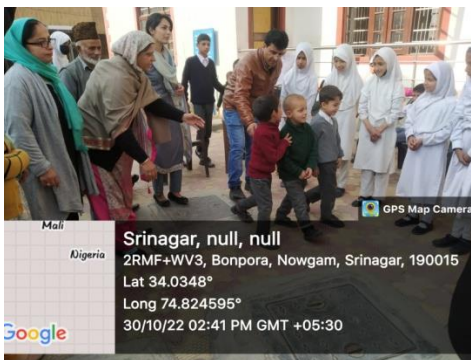 GPS Map Camera
Mali
Nigeria
Google
Srinagar, null, null
2RMF+WV3, Bonpora, Nowgam, Srinagar, 190015
Lat 34.0348°
Long 74.824595°
30/10/22 02:41 PM GMT +05:30